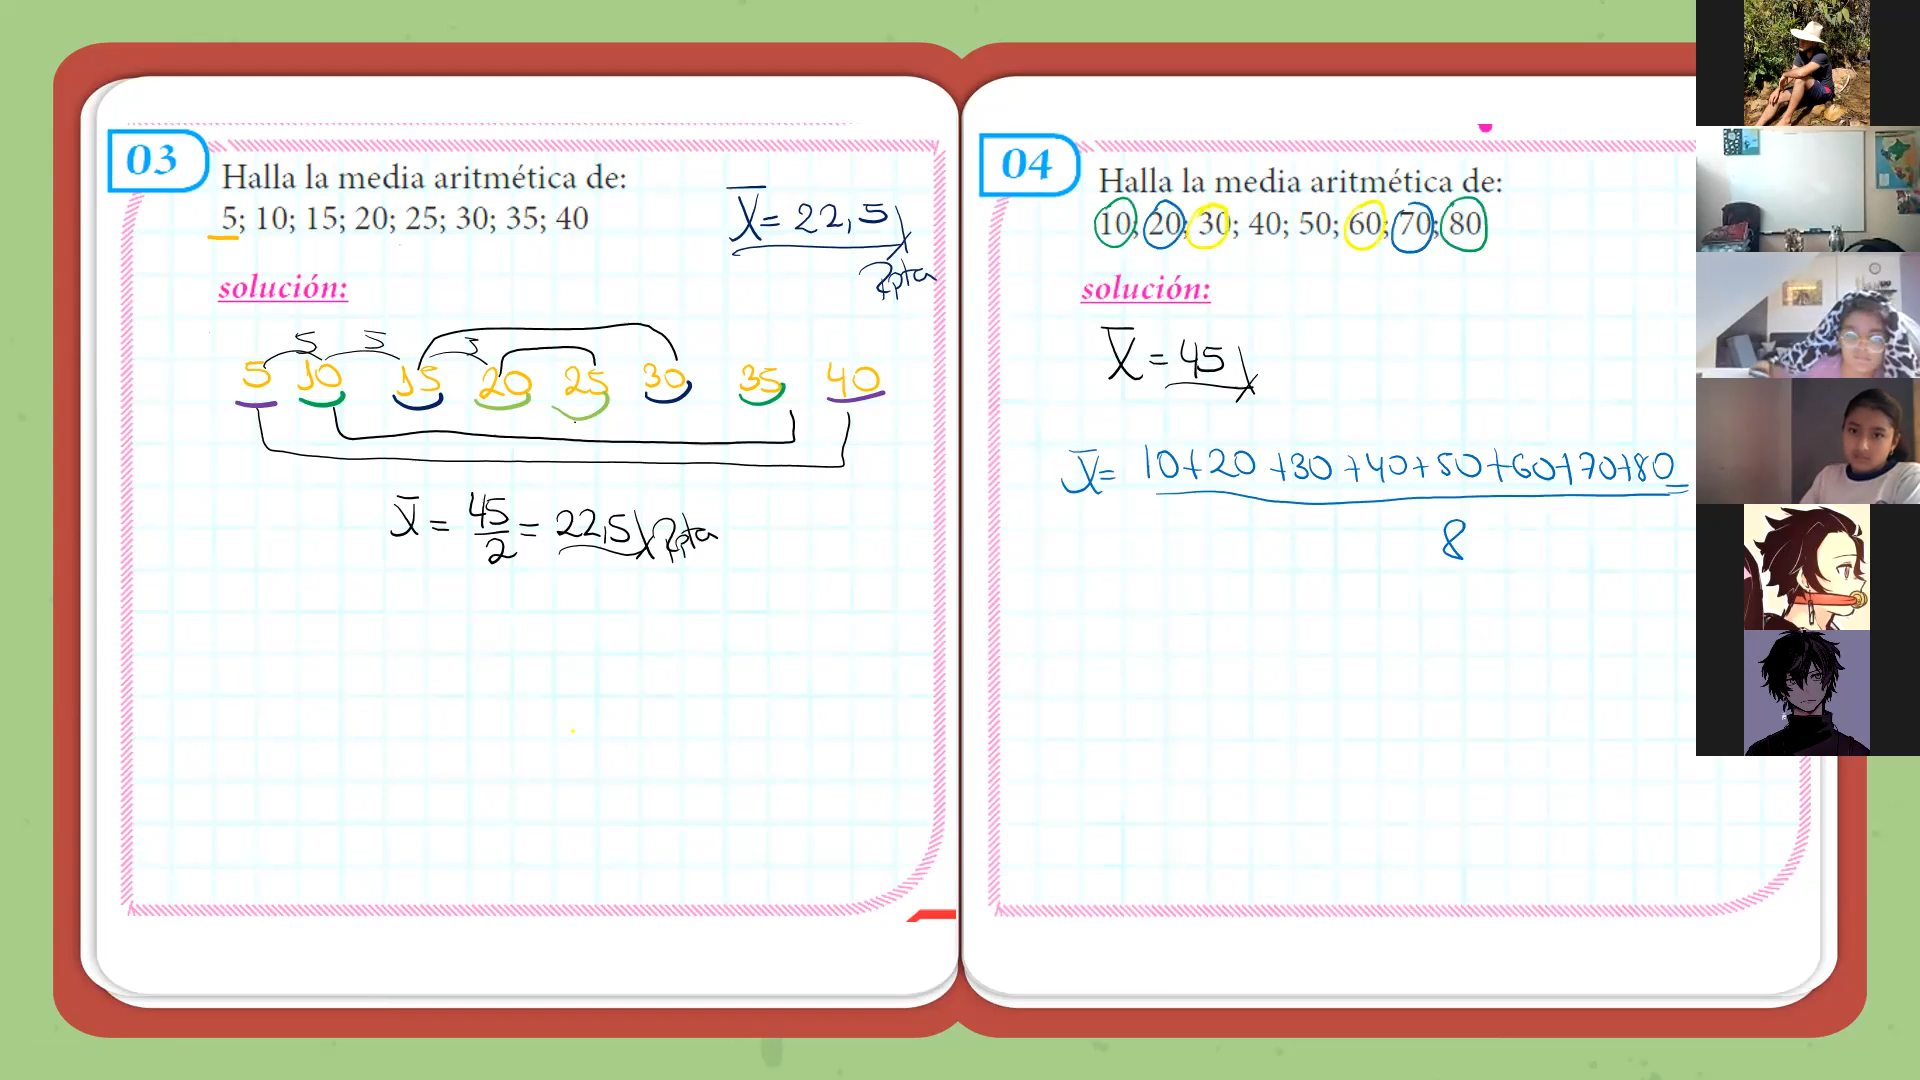 03
Halla la media aritmética de:
5; 10; 15; 20; 25; 30; 35; 40
X = 22,5
Rpta
solución:
5 5 3
5 10 15 20 25 30 35 40
X = 45/2 = 22,5 Rpta
04
Halla la media aritmética de:
10; 20; 30; 40; 50; 60; 70; 80
solución:
X = 45
X = 10+20+30+40+50+60+70+80
8